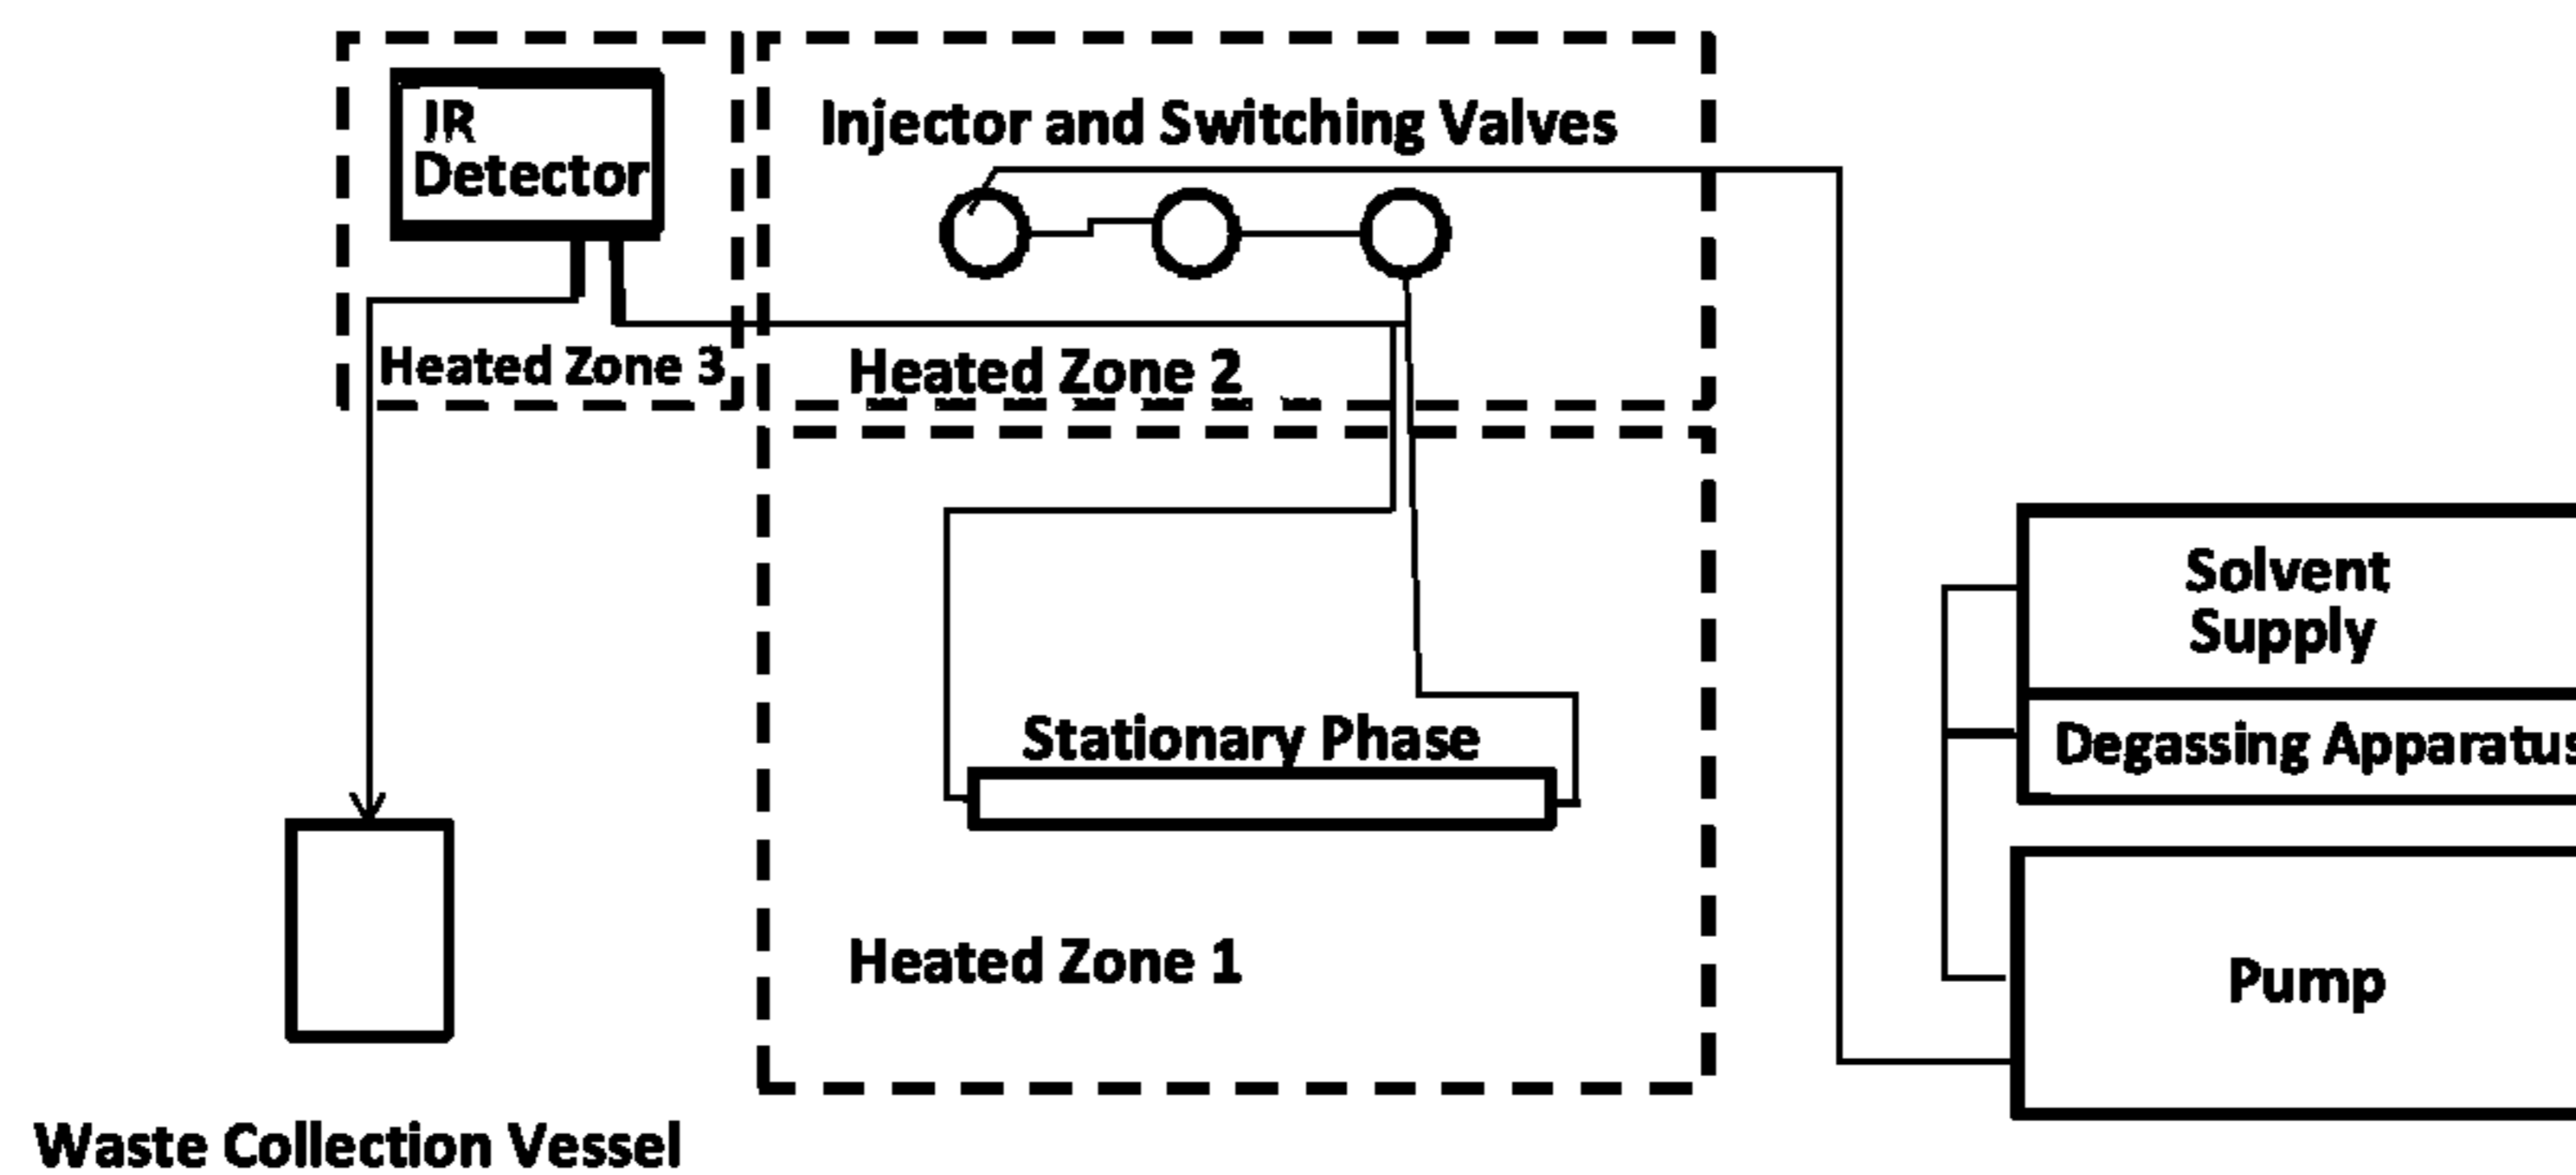 IR
Detector
Injector and Switching Valves
Heated Zone 3
Heated Zone 2
Solvent
Supply
Stationary Phase
Degassing Apparatus
Heated Zone 1
Pump
Waste Collection Vessel